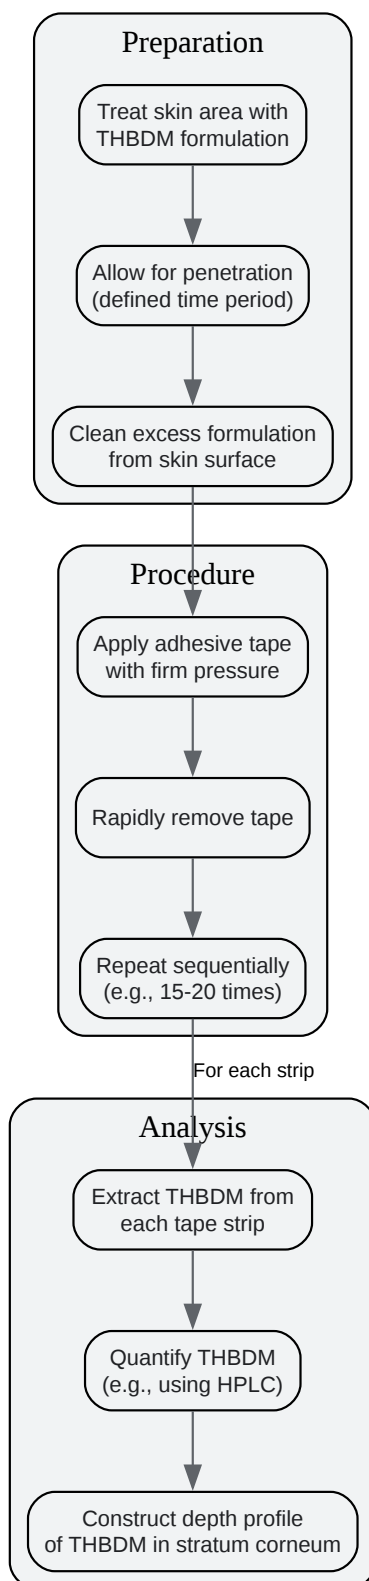 Preparation
Treat skin area with
THBDM formulation
Allow for penetration
(defined time period)
Clean excess formulation
from skin surface
Procedure
Apply adhesive tape
with firm pressure
Rapidly remove tape
Repeat sequentially
(e.g., 15-20 times)
For each strip
Analysis
Extract THBDM from
each tape strip
Quantify THBDM
(e.g., using HPLC)
Construct depth profile
of THBDM in stratum corneum